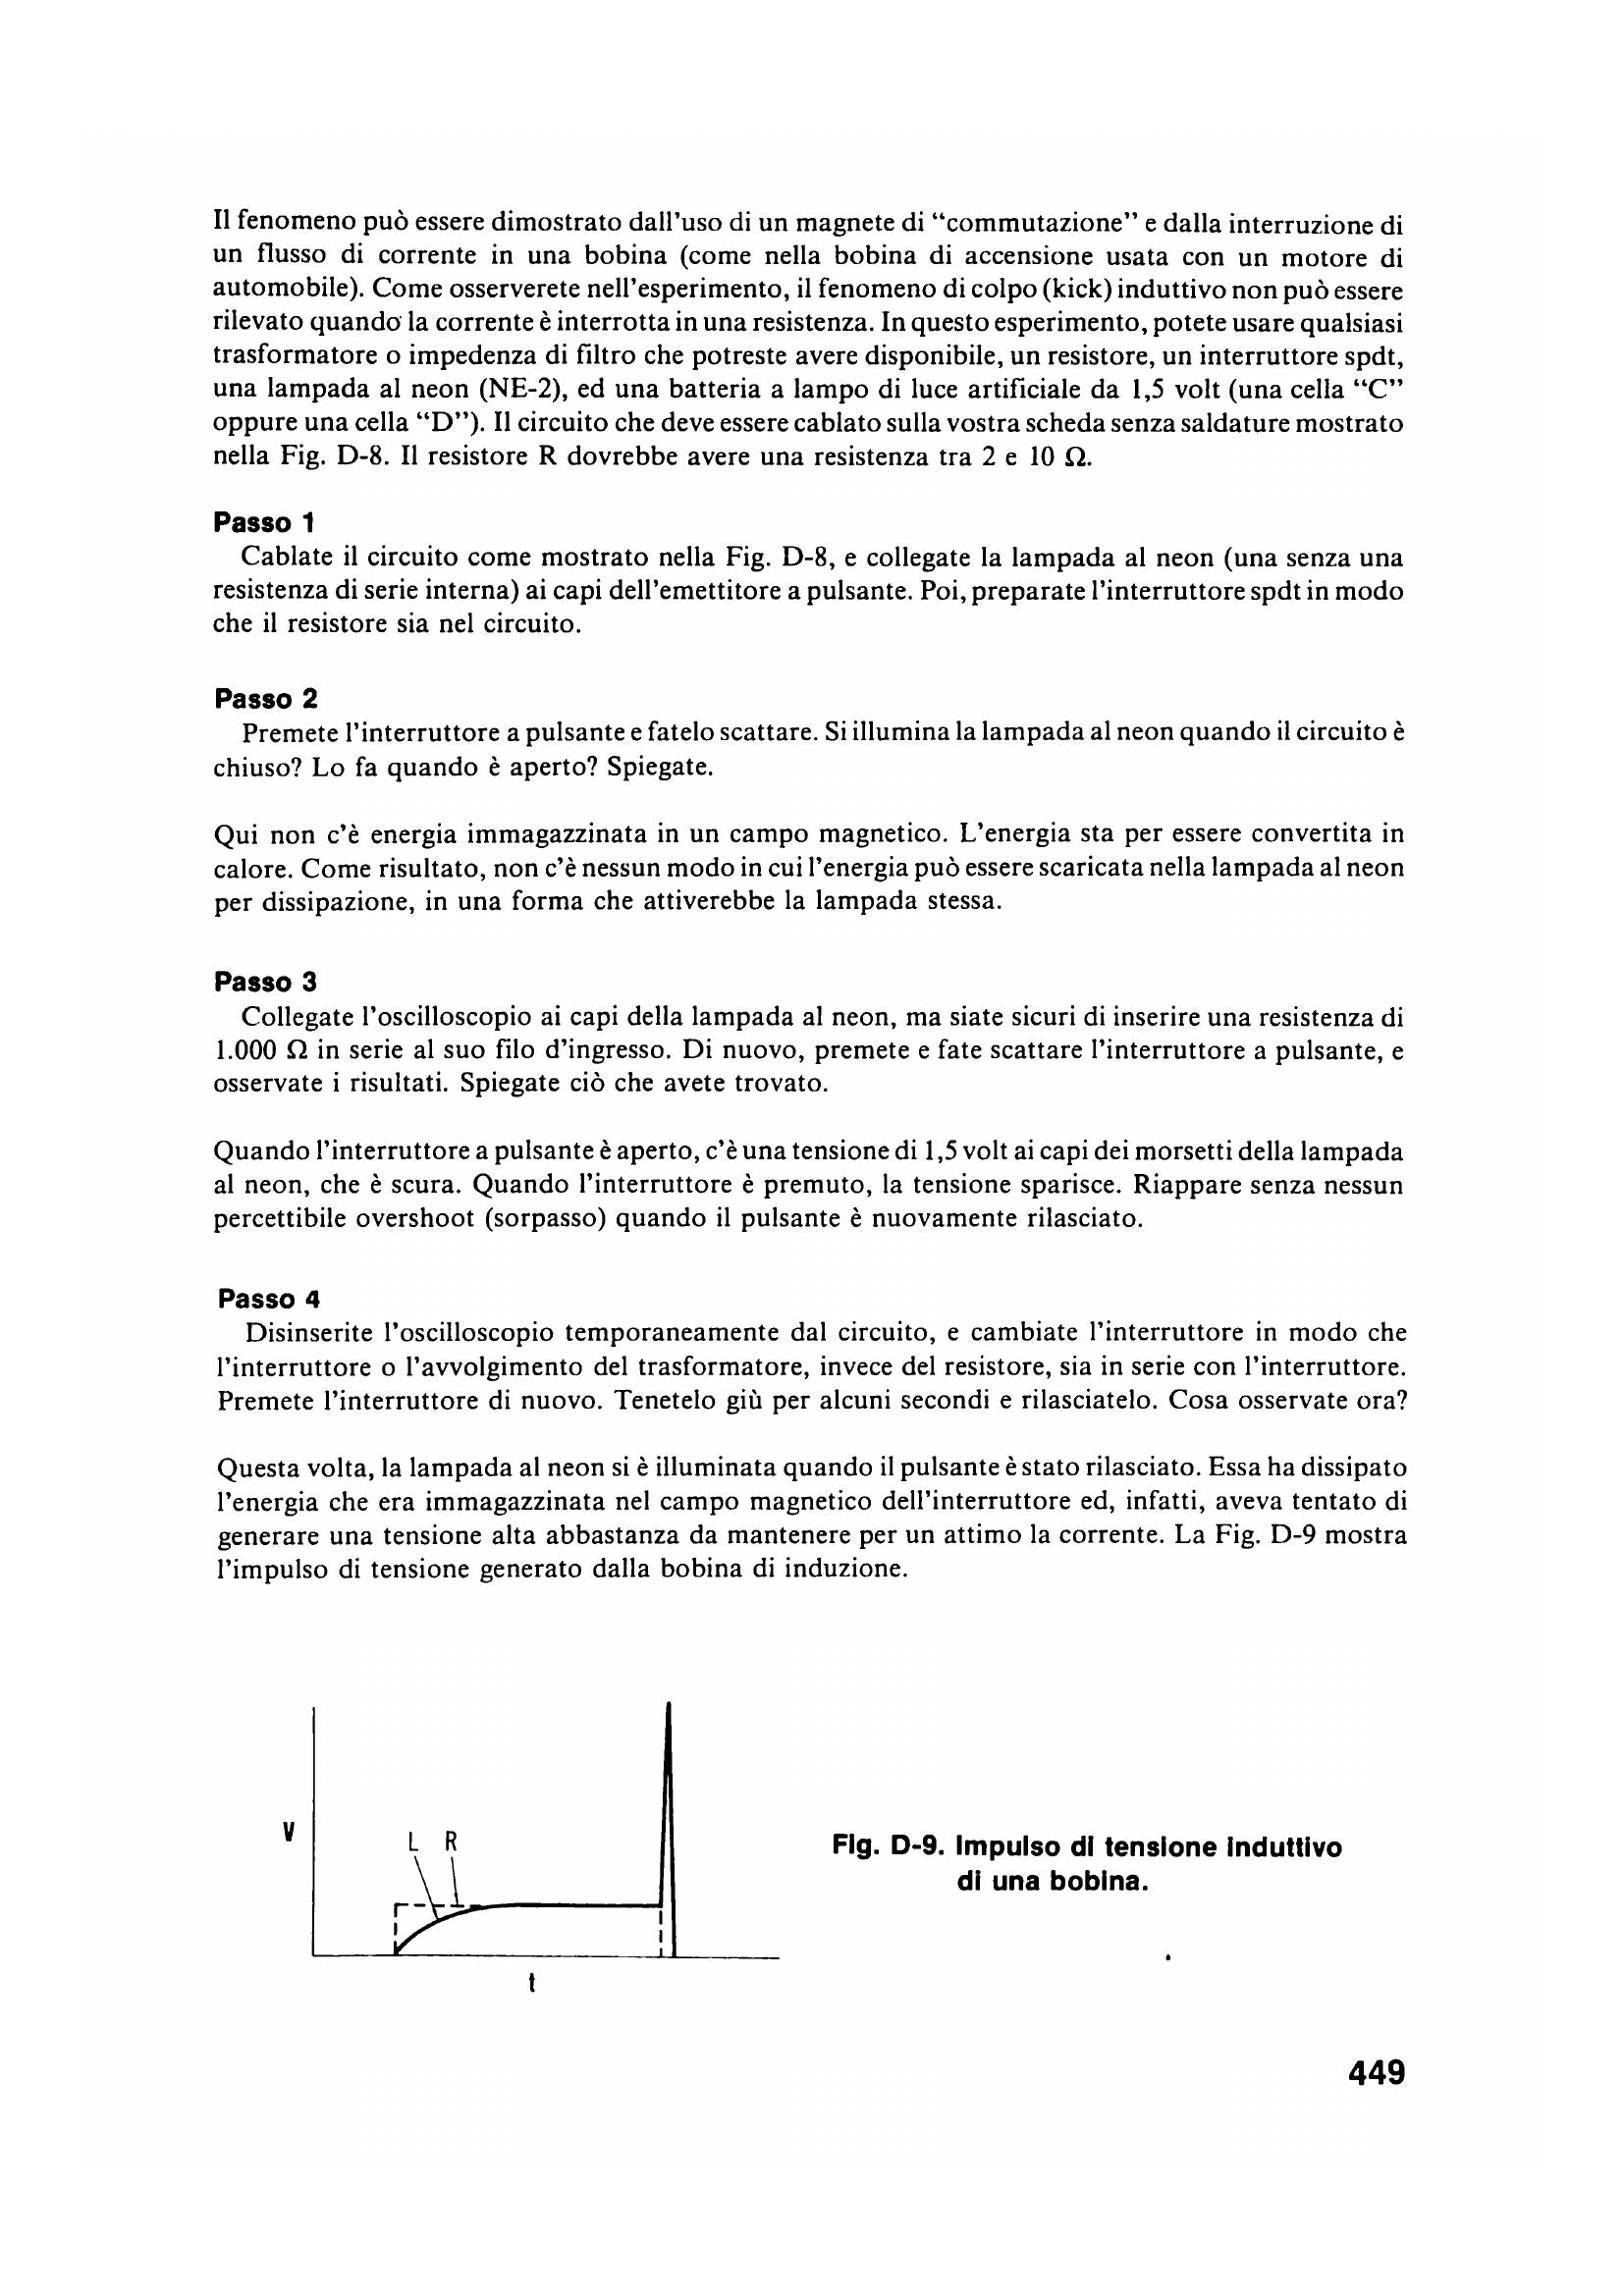 Il fenomeno può essere dimostrato dall'uso di un magnete di “commutazione” e dalla interruzione di
un flusso di corrente in una bobina (come nella bobina di accensione usata con un motore di
automobile). Come osserverete nell'esperimento, il fenomeno di colpo (kick) induttivo non può essere
rilevato quando la corrente è interrotta in una resistenza. In questo esperimento, potete usare qualsiasi
trasformatore o impedenza di filtro che potreste avere disponibile, un resistore, un interruttore spdt,
una lampada al neon (NE-2), ed una batteria a lampo di luce artificiale da 1,5 volt (una cella “C”
oppure una cella “D”). Il circuito che deve essere cablato sulla vostra scheda senza saldature mostrato
nella Fig. D-8. Il resistore R dovrebbe avere una resistenza tra 2 e 10 Ω.
Passo 1
Cablate il circuito come mostrato nella Fig. D-8, e collegate la lampada al neon (una senza una
resistenza di serie interna) ai capi dell'emettitore a pulsante. Poi, preparate l'interruttore spdt in modo
che il resistore sia nel circuito.
Passo 2
Premete l'interruttore a pulsante e fatelo scattare. Si illumina la lampada al neon quando il circuito è
chiuso? Lo fa quando è aperto? Spiegate.
Qui non c'è energia immagazzinata in un campo magnetico. L'energia sta per essere convertita in
calore. Come risultato, non c'è nessun modo in cui l'energia può essere scaricata nella lampada al neon
per dissipazione, in una forma che attiverebbe la lampada stessa.
Passo 3
Collegate l'oscilloscopio ai capi della lampada al neon, ma siate sicuri di inserire una resistenza di
1.000 Ω in serie al suo filo d'ingresso. Di nuovo, premete e fate scattare l'interruttore a pulsante, e
osservate i risultati. Spiegate ciò che avete trovato.
Quando l'interruttore a pulsante è aperto, c'è una tensione di 1,5 volt ai capi dei morsetti della lampada
al neon, che è scura. Quando l'interruttore è premuto, la tensione sparisce. Riappare senza nessun
percettibile overshoot (sorpasso) quando il pulsante è nuovamente rilasciato.
Passo 4
Disinserite l'oscilloscopio temporaneamente dal circuito, e cambiate l'interruttore in modo che
l'interruttore o l'avvolgimento del trasformatore, invece del resistore, sia in serie con l'interruttore.
Premete l'interruttore di nuovo. Tenetelo giù per alcuni secondi e rilasciatelo. Cosa osservate ora?
Questa volta, la lampada al neon si è illuminata quando il pulsante è stato rilasciato. Essa ha dissipato
l'energia che era immagazzinata nel campo magnetico dell'interruttore ed, infatti, aveva tentato di
generare una tensione alta abbastanza da mantenere per un attimo la corrente. La Fig. D-9 mostra
l'impulso di tensione generato dalla bobina di induzione.
V
L R
t
Fig. D-9. Impulso di tensione induttivo
di una bobina.
449